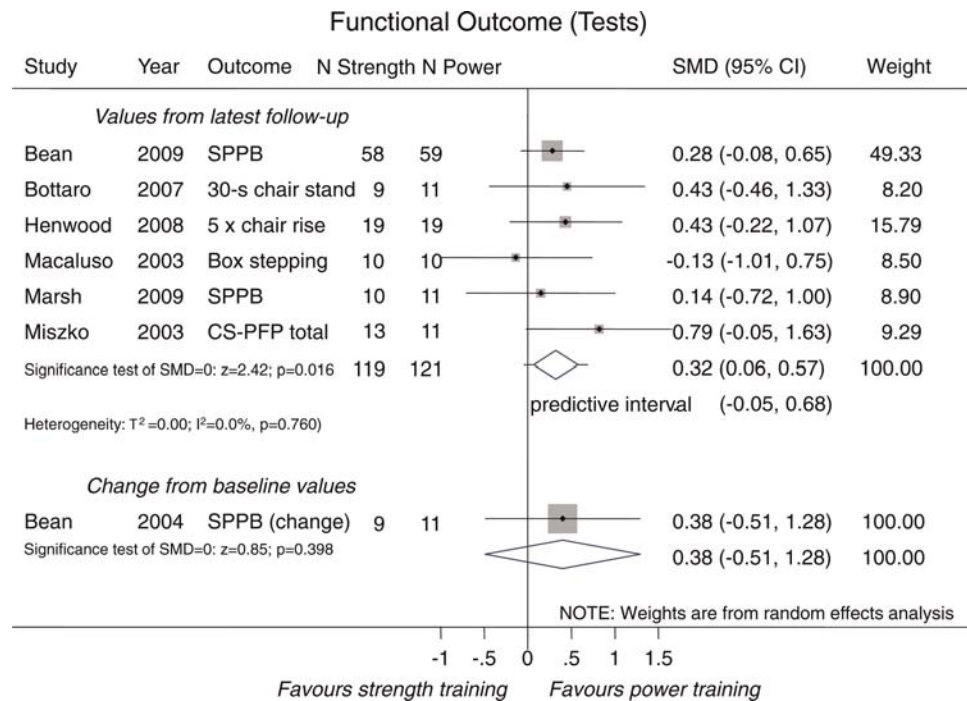 Functional Outcome (Tests)
Study Year Outcome N Strength N Power SMD (95% CI) Weight
Values from latest follow-up
Bean 2009 SPPB 58 59 0.28 (-0.08, 0.65) 49.33
Bottaro 2007 30-s chair stand 9 11 0.43 (-0.46, 1.33) 8.20
Henwood 2008 5 x chair rise 19 19 0.43 (-0.22, 1.07) 15.79
Macaluso 2003 Box stepping 10 10 -0.13 (-1.01, 0.75) 8.50
Marsh 2009 SPPB 10 11 0.14 (-0.72, 1.00) 8.90
Miszko 2003 CS-PFP total 13 11 0.79 (-0.05, 1.63) 9.29
Significance test of SMD=0: z=2.42; p=0.016 119 121 0.32 (0.06, 0.57) 100.00
predictive interval (-0.05, 0.68)
Heterogeneity: T²=0.00; I²=0.0%, p=0.760)
Change from baseline values
Bean 2004 SPPB (change) 9 11 0.38 (-0.51, 1.28) 100.00
Significance test of SMD=0: z=0.85; p=0.398 0.38 (-0.51, 1.28) 100.00
NOTE: Weights are from random effects analysis
-1 -.5 0 .5 1 1.5
Favours strength training Favours power training